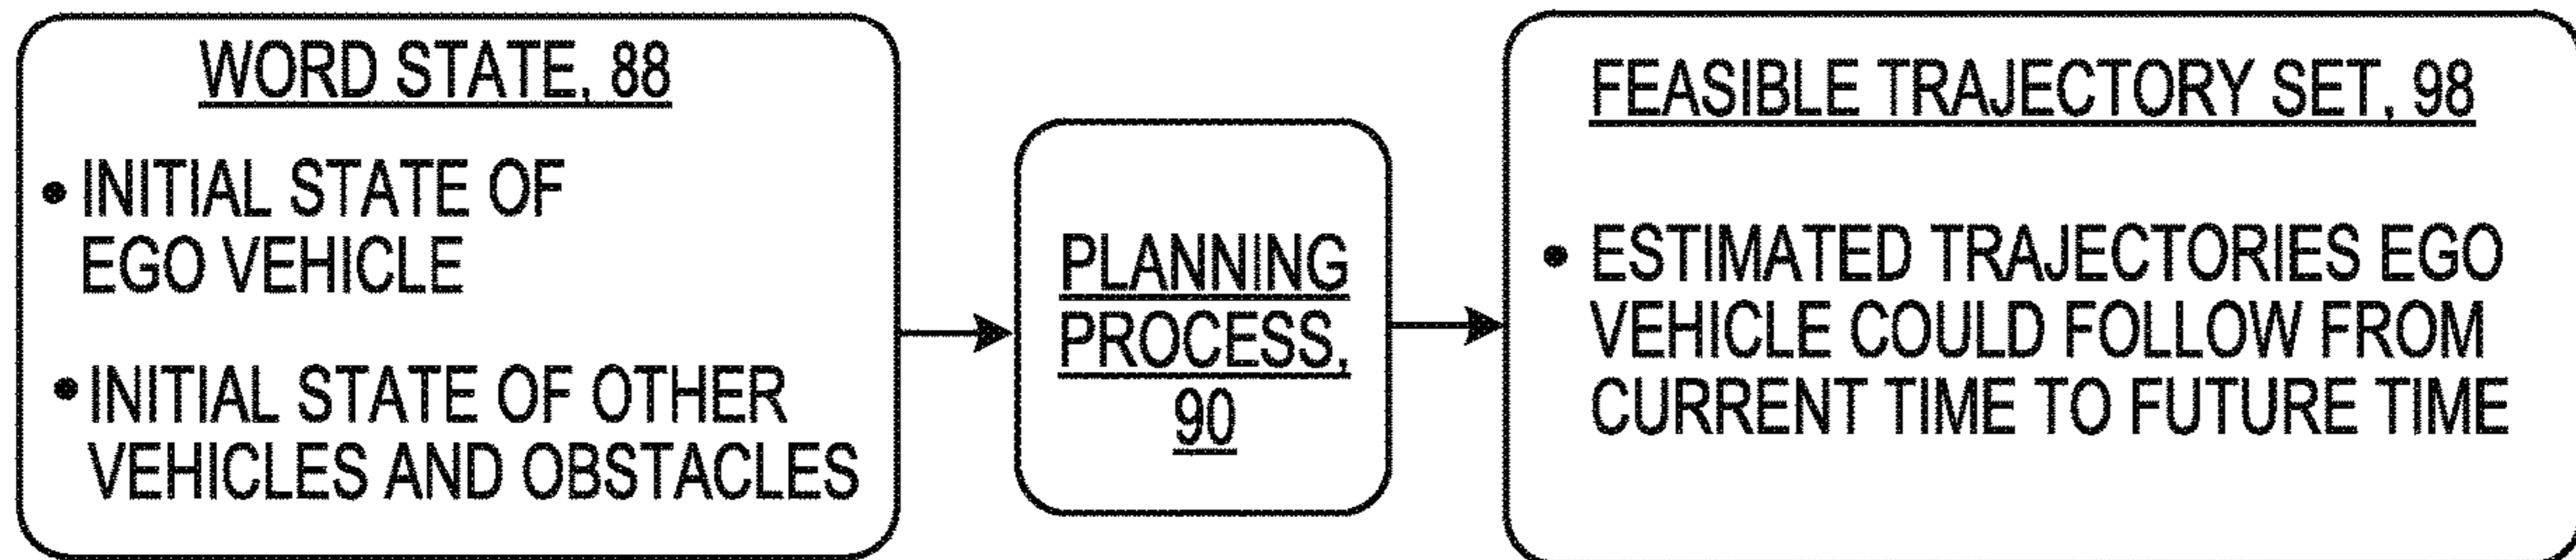 WORD STATE, 88
• INITIAL STATE OF
EGO VEHICLE
• INITIAL STATE OF OTHER
VEHICLES AND OBSTACLES
PLANNING
PROCESS,
90
FEASIBLE TRAJECTORY SET, 98
• ESTIMATED TRAJECTORIES EGO
VEHICLE COULD FOLLOW FROM
CURRENT TIME TO FUTURE TIME